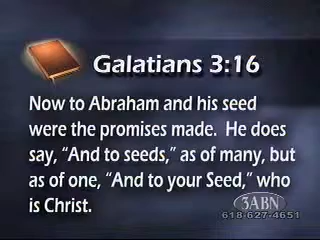 Galatians 3:16
Now to Abraham and his seed
were the promises made.  He does
say, “And to seeds,” as of many, but
as of one, “And to your Seed,” who
is Christ.
3ABN
618-627-4651